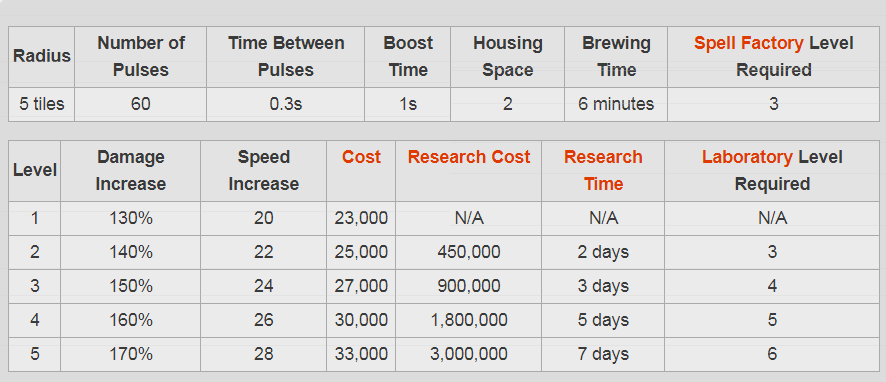 Radius Number of Pulses Time Between Pulses Boost Time Housing Space Brewing Time Spell Factory Level Required
5 tiles 60 0.3s 1s 2 6 minutes 3
Level Damage Increase Speed Increase Cost Research Cost Research Time Laboratory Level Required
1 130% 20 23,000 N/A N/A N/A
2 140% 22 25,000 450,000 2 days 3
3 150% 24 27,000 900,000 3 days 4
4 160% 26 30,000 1,800,000 5 days 5
5 170% 28 33,000 3,000,000 7 days 6